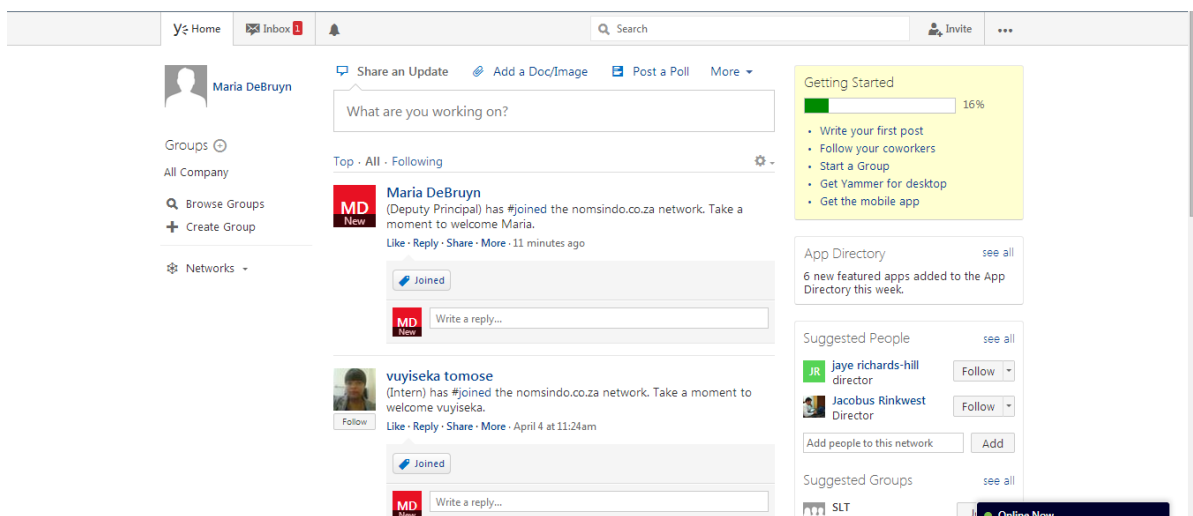 Home
Inbox 1
Search
Invite
Maria DeBruyn
Groups
All Company
Browse Groups
Create Group
Networks
Share an Update Add a Doc/Image Post a Poll More
What are you working on?
Top · All · Following
MD
New
Maria DeBruyn
(Deputy Principal) has #joined the nomsindo.co.za network. Take a
moment to welcome Maria.
Like · Reply · Share · More · 11 minutes ago
Joined
MD
New
Write a reply...
vuyiseka tomose
(Intern) has #joined the nomsindo.co.za network. Take a moment to
welcome vuyiseka.
Follow
Like · Reply · Share · More · April 4 at 11:24am
Joined
MD
New
Write a reply...
Getting Started
16%
• Write your first post
• Follow your coworkers
• Start a Group
• Get Yammer for desktop
• Get the mobile app
App Directory see all
6 new featured apps added to the App
Directory this week.
Suggested People see all
JR
jaye richards-hill
director
Follow
Jacobus Rinkwest
Director
Follow
Add people to this network Add
Suggested Groups see all
SLT
Online Now